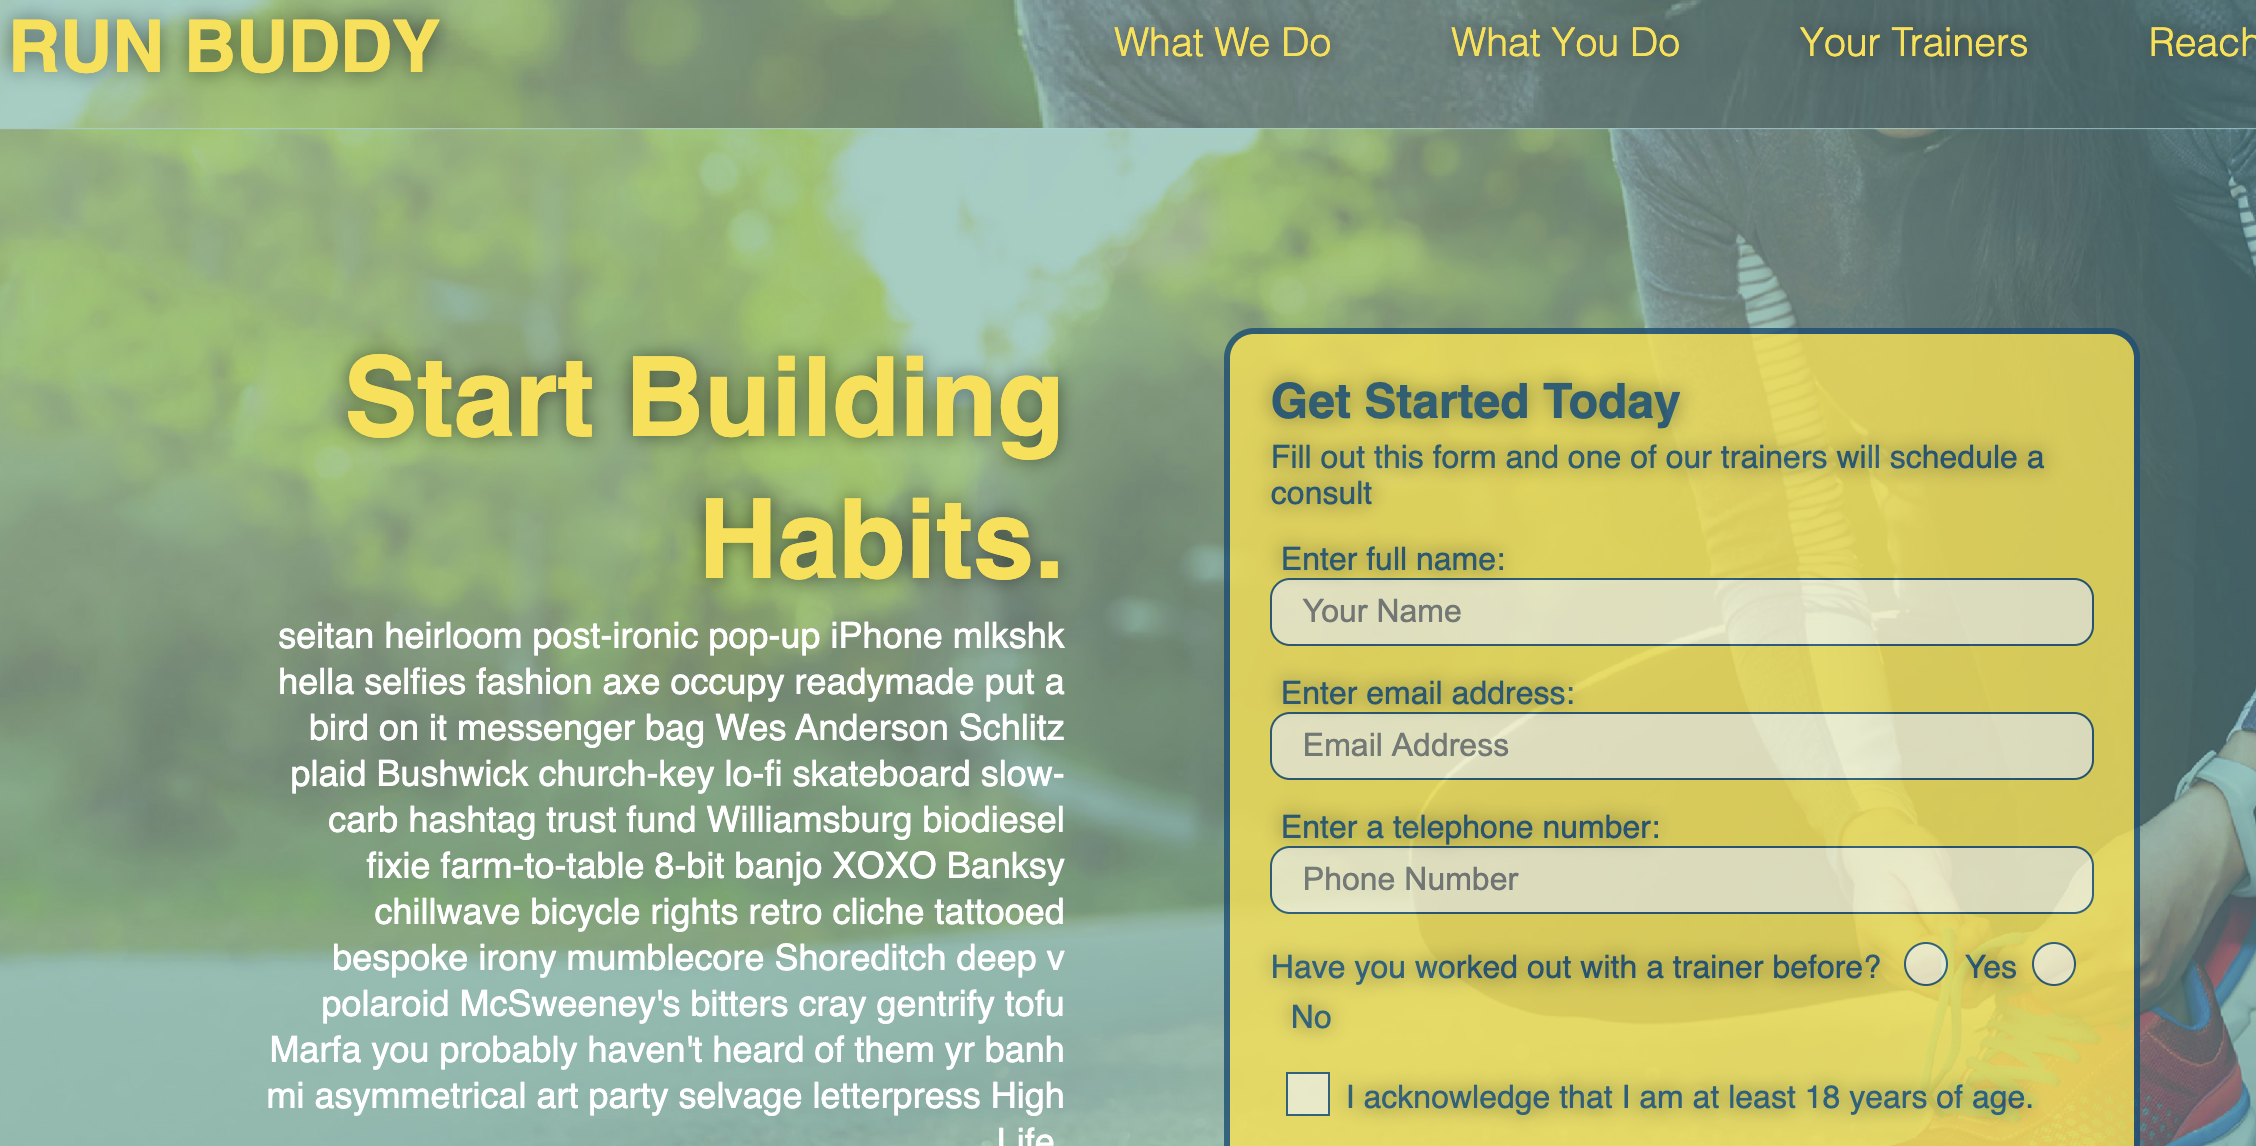 RUN BUDDY
What We Do
What You Do
Your Trainers
Reach
Start Building
Habits.
seitan heirloom post-ironic pop-up iPhone mlkshk
hella selfies fashion axe occupy readymade put a
bird on it messenger bag Wes Anderson Schlitz
plaid Bushwick church-key lo-fi skateboard slow-
carb hashtag trust fund Williamsburg biodiesel
fixie farm-to-table 8-bit banjo XOXO Banksy
chillwave bicycle rights retro cliche tattooed
bespoke irony mumblecore Shoreditch deep v
polaroid McSweeney's bitters cray gentrify tofu
Marfa you probably haven't heard of them yr banh
mi asymmetrical art party selvage letterpress High
Life.
Get Started Today
Fill out this form and one of our trainers will schedule a
consult
Enter full name:
Your Name
Enter email address:
Email Address
Enter a telephone number:
Phone Number
Have you worked out with a trainer before? Yes
No
I acknowledge that I am at least 18 years of age.